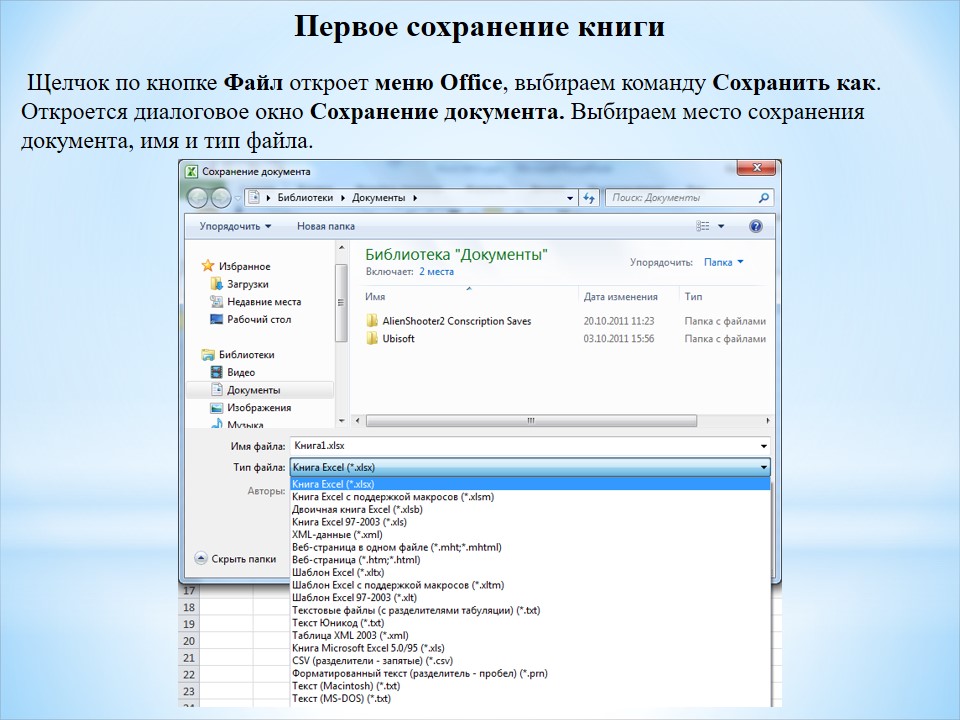 Первое сохранение книги
Щелчок по кнопке Файл откроет меню Office, выбираем команду Сохранить как.
Откроется диалоговое окно Сохранение документа. Выбираем место сохранения
документа, имя и тип файла.
Сохранение документа
Библиотеки Документы
Поиск: Документы
Упорядочить Новая папка
Избранное
Загрузки
Недавние места
Рабочий стол
Библиотеки
Видео
Документы
Изображения
Музыка
Библиотека "Документы"
Включает: 2 места
Упорядочить: Папка
Имя Дата изменения Тип
AlienShooter2 Conscription Saves 20.10.2011 11:23 Папка с файлами
Ubisoft 03.10.2011 15:56 Папка с файлами
Имя файла: Книга1.xlsx
Тип файла: Книга Excel (*.xlsx)
Авторы:
Скрыть папки
Книга Excel (*.xlsx)
Книга Excel с поддержкой макросов (*.xlsm)
Двоичная книга Excel (*.xlsb)
Книга Excel 97-2003 (*.xls)
XML-данные (*.xml)
Веб-страница в одном файле (*.mht;*.mhtml)
Веб-страница (*.htm;*.html)
Шаблон Excel (*.xltx)
Шаблон Excel с поддержкой макросов (*.xltm)
Шаблон Excel 97-2003 (*.xlt)
Текстовые файлы (с разделителями табуляции) (*.txt)
Текст Юникод (*.txt)
Таблица XML 2003 (*.xml)
Книга Microsoft Excel 5.0/95 (*.xls)
CSV (разделители - запятые) (*.csv)
Форматированный текст (разделитель - пробел) (*.prn)
Текст (Macintosh) (*.txt)
Текст (MS-DOS) (*.txt)
17
18
19
20
21
22
23